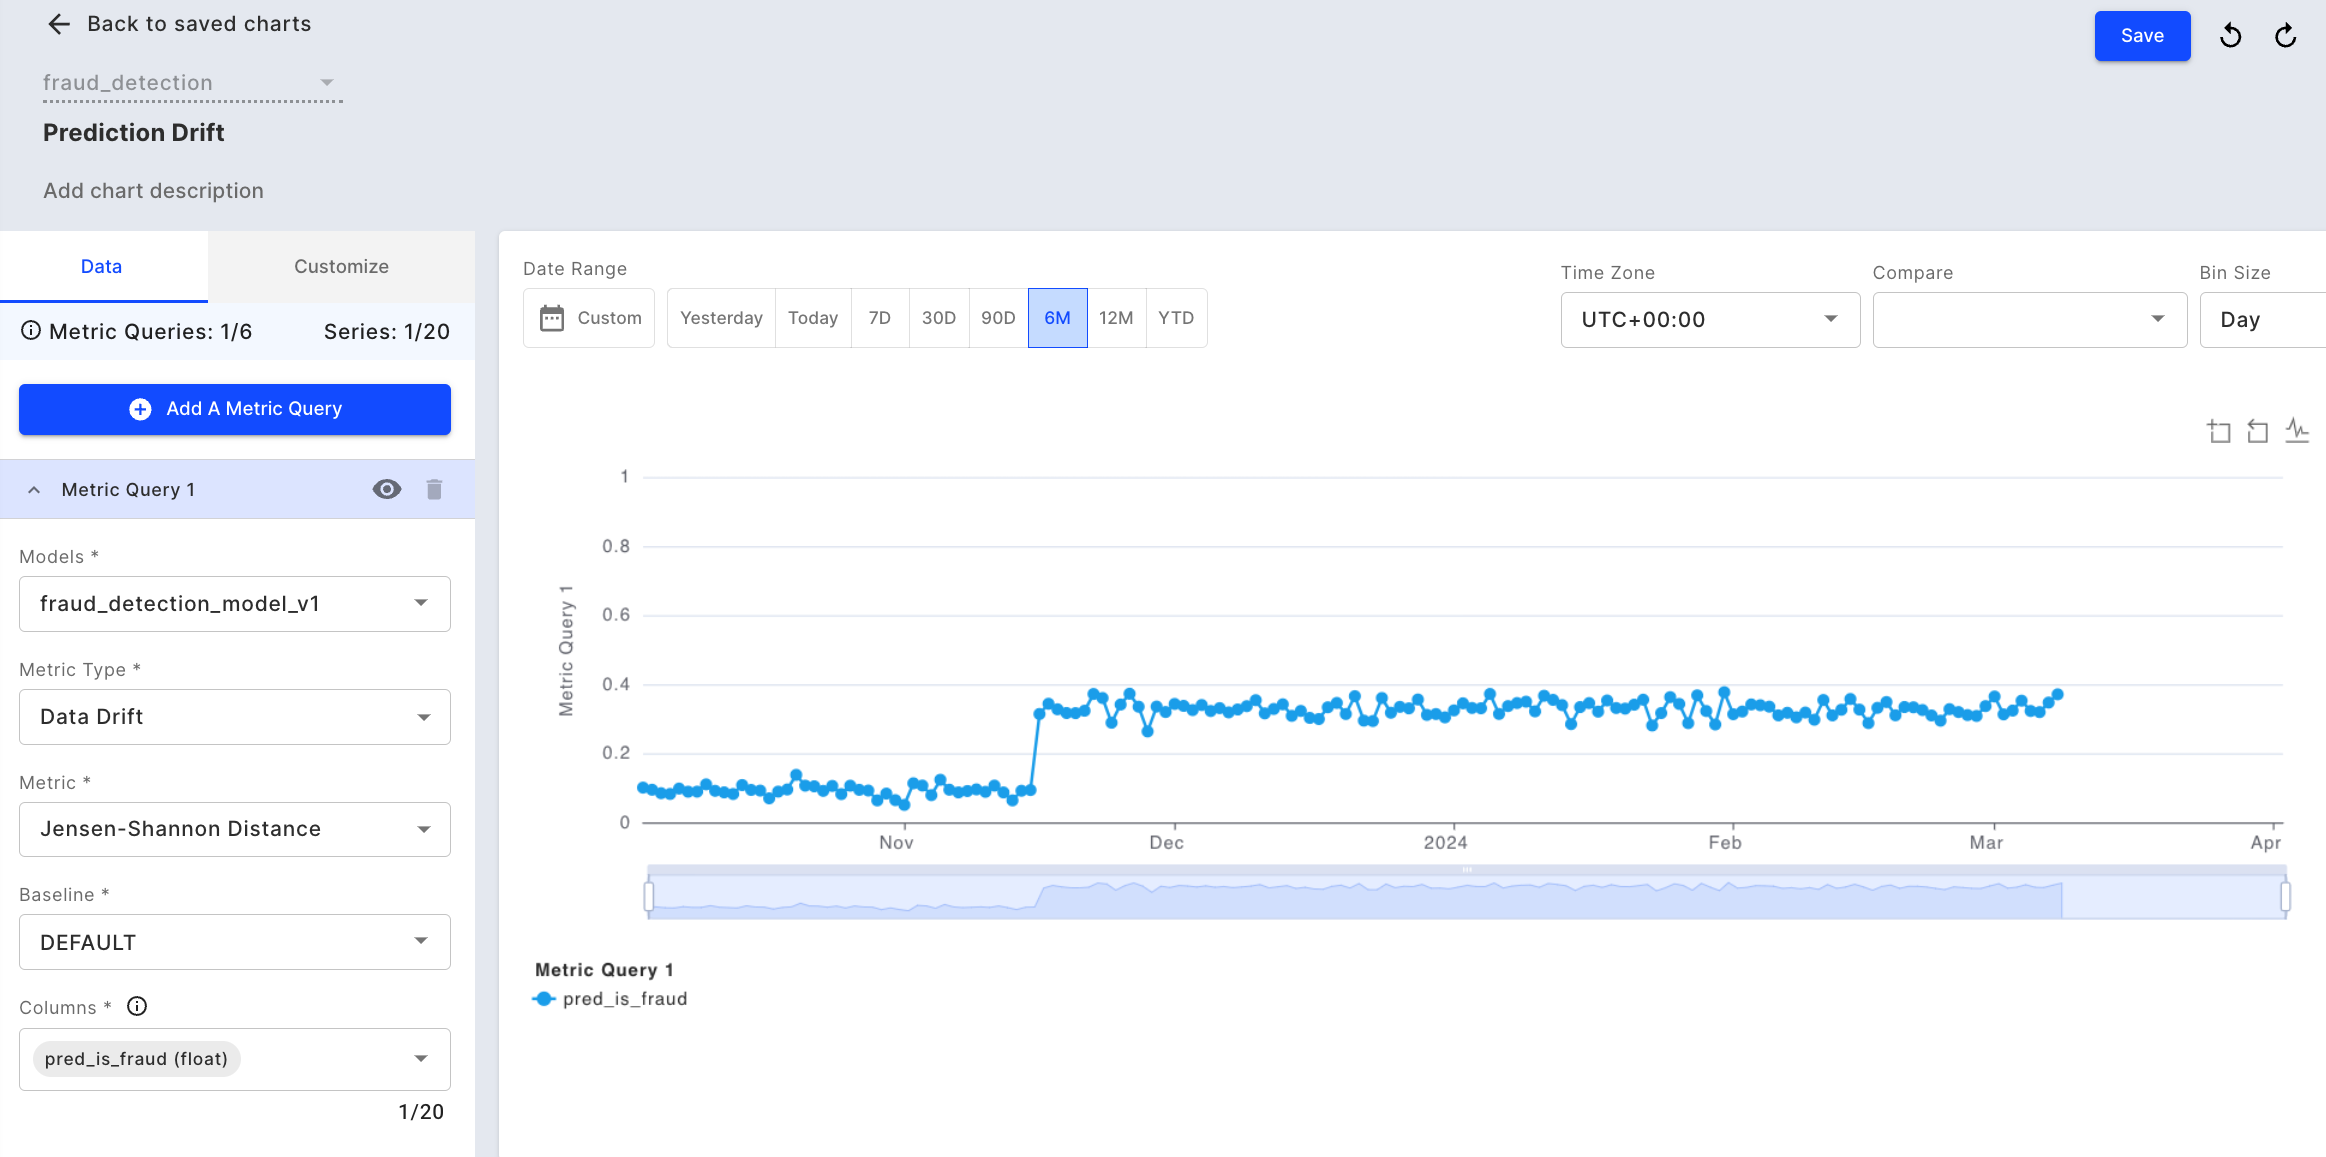 Back to saved charts
Save
fraud_detection
Prediction Drift
Add chart description
Data
Customize
Metric Queries: 1/6
Series: 1/20
Add A Metric Query
Metric Query 1
Models *
fraud_detection_model_v1
Metric Type *
Data Drift
Metric *
Jensen-Shannon Distance
Baseline *
DEFAULT
Columns *
pred_is_fraud (float)
1/20
Date Range
Custom
Yesterday
Today
7D
30D
90D
6M
12M
YTD
Time Zone
UTC+00:00
Compare
Bin Size
Day
Metric Query 1
1
0.8
0.6
0.4
0.2
0
Nov
Dec
2024
Feb
Mar
Apr
Metric Query 1
pred_is_fraud